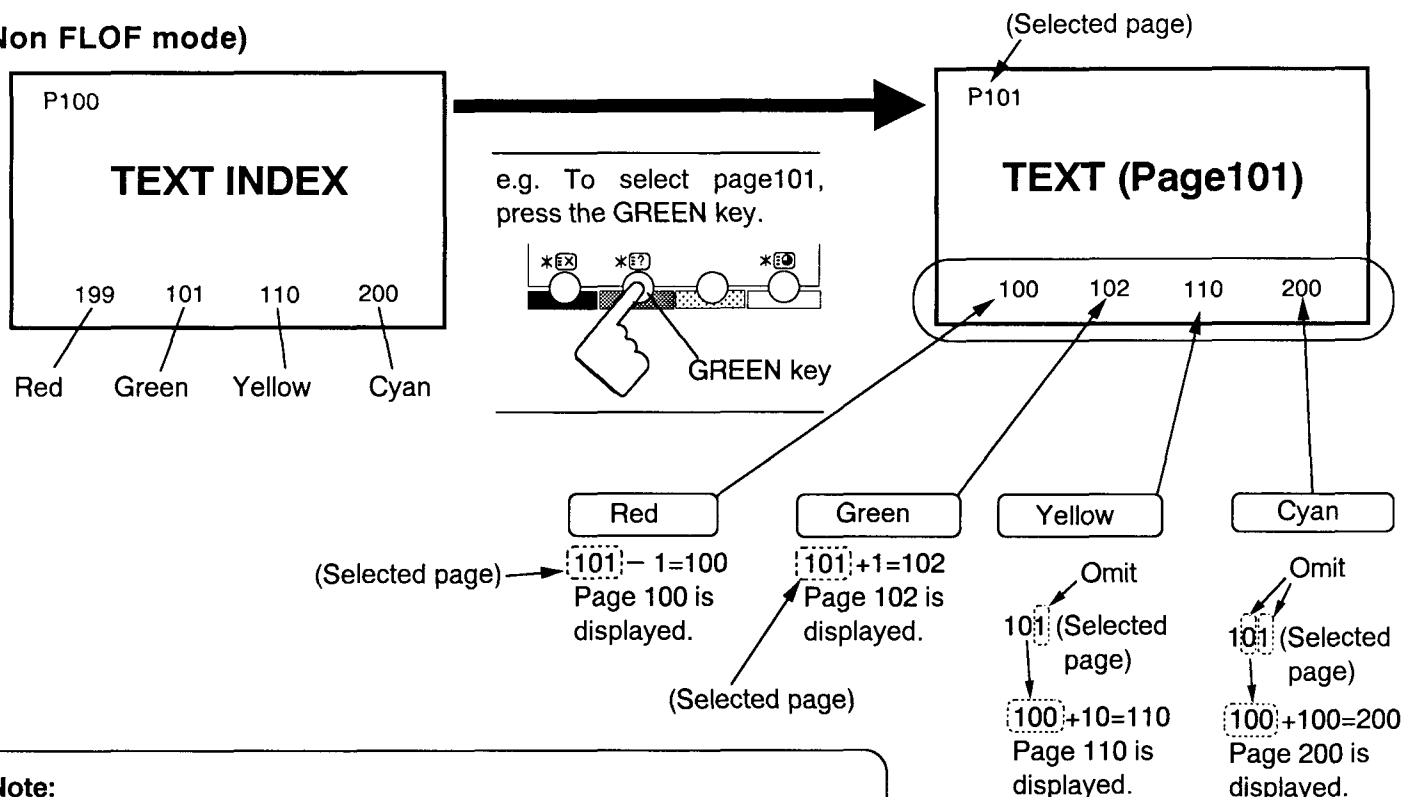 Non FLOF mode)
(Selected page)
P100
TEXT INDEX
199 101 110 200
Red Green Yellow Cyan
e.g. To select page101,
press the GREEN key.
GREEN key
P101
TEXT (Page101)
100 102 110 200
Red
(Selected page)
101 − 1=100
Page 100 is
displayed.
Green
101 +1=102
Page 102 is
displayed.
(Selected page)
Yellow
Omit
101 (Selected
page)
100 +10=110
Page 110 is
displayed.
Cyan
Omit
101 (Selected
page)
100 +100=200
Page 200 is
displayed.
Note: